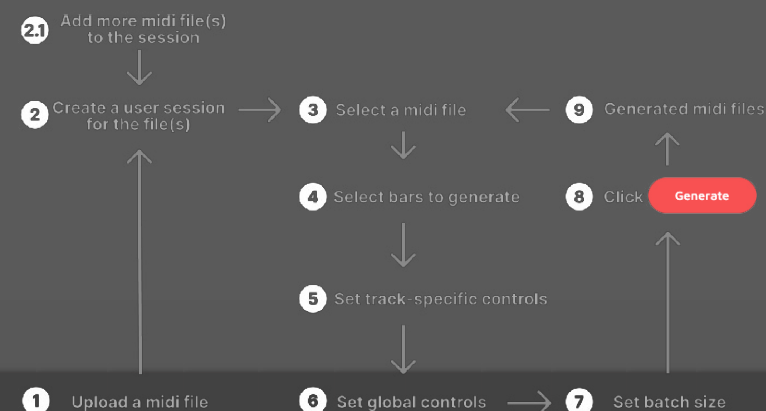 2.1 Add more midi file(s)
to the session
2 Create a user session
for the file(s)
3 Select a midi file
9 Generated midi files
4 Select bars to generate
8 Click Generate
5 Set track-specific controls
1 Upload a midi file
6 Set global controls
7 Set batch size